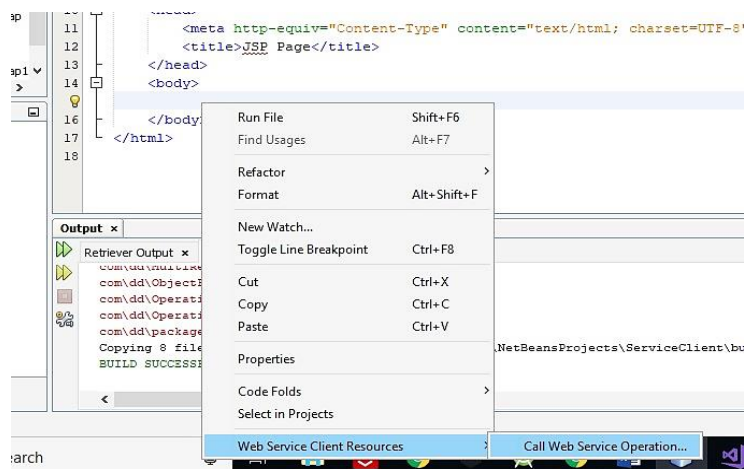 11 <meta http-equiv="Content-Type" content="text/html; charset=UTF-8"
12 <title>JSP Page</title>
13 </head>
14 <body>
16 </body>
17 </html>
18
ap1
Run File Shift+F6
Find Usages Alt+F7
Refactor
Format Alt+Shift+F
New Watch...
Toggle Line Breakpoint Ctrl+F8
Cut Ctrl+X
Copy Ctrl+C
Paste Ctrl+V
Properties
Code Folds
Select in Projects
Web Service Client Resources
Call Web Service Operation...
Output
Retriever Output
com\dd\ObjectF
com\dd\Operati
com\dd\Operati
com\dd\package
Copying 8 file \NetBeansProjects\ServiceClient\bu
BUILD SUCCESSF
earch